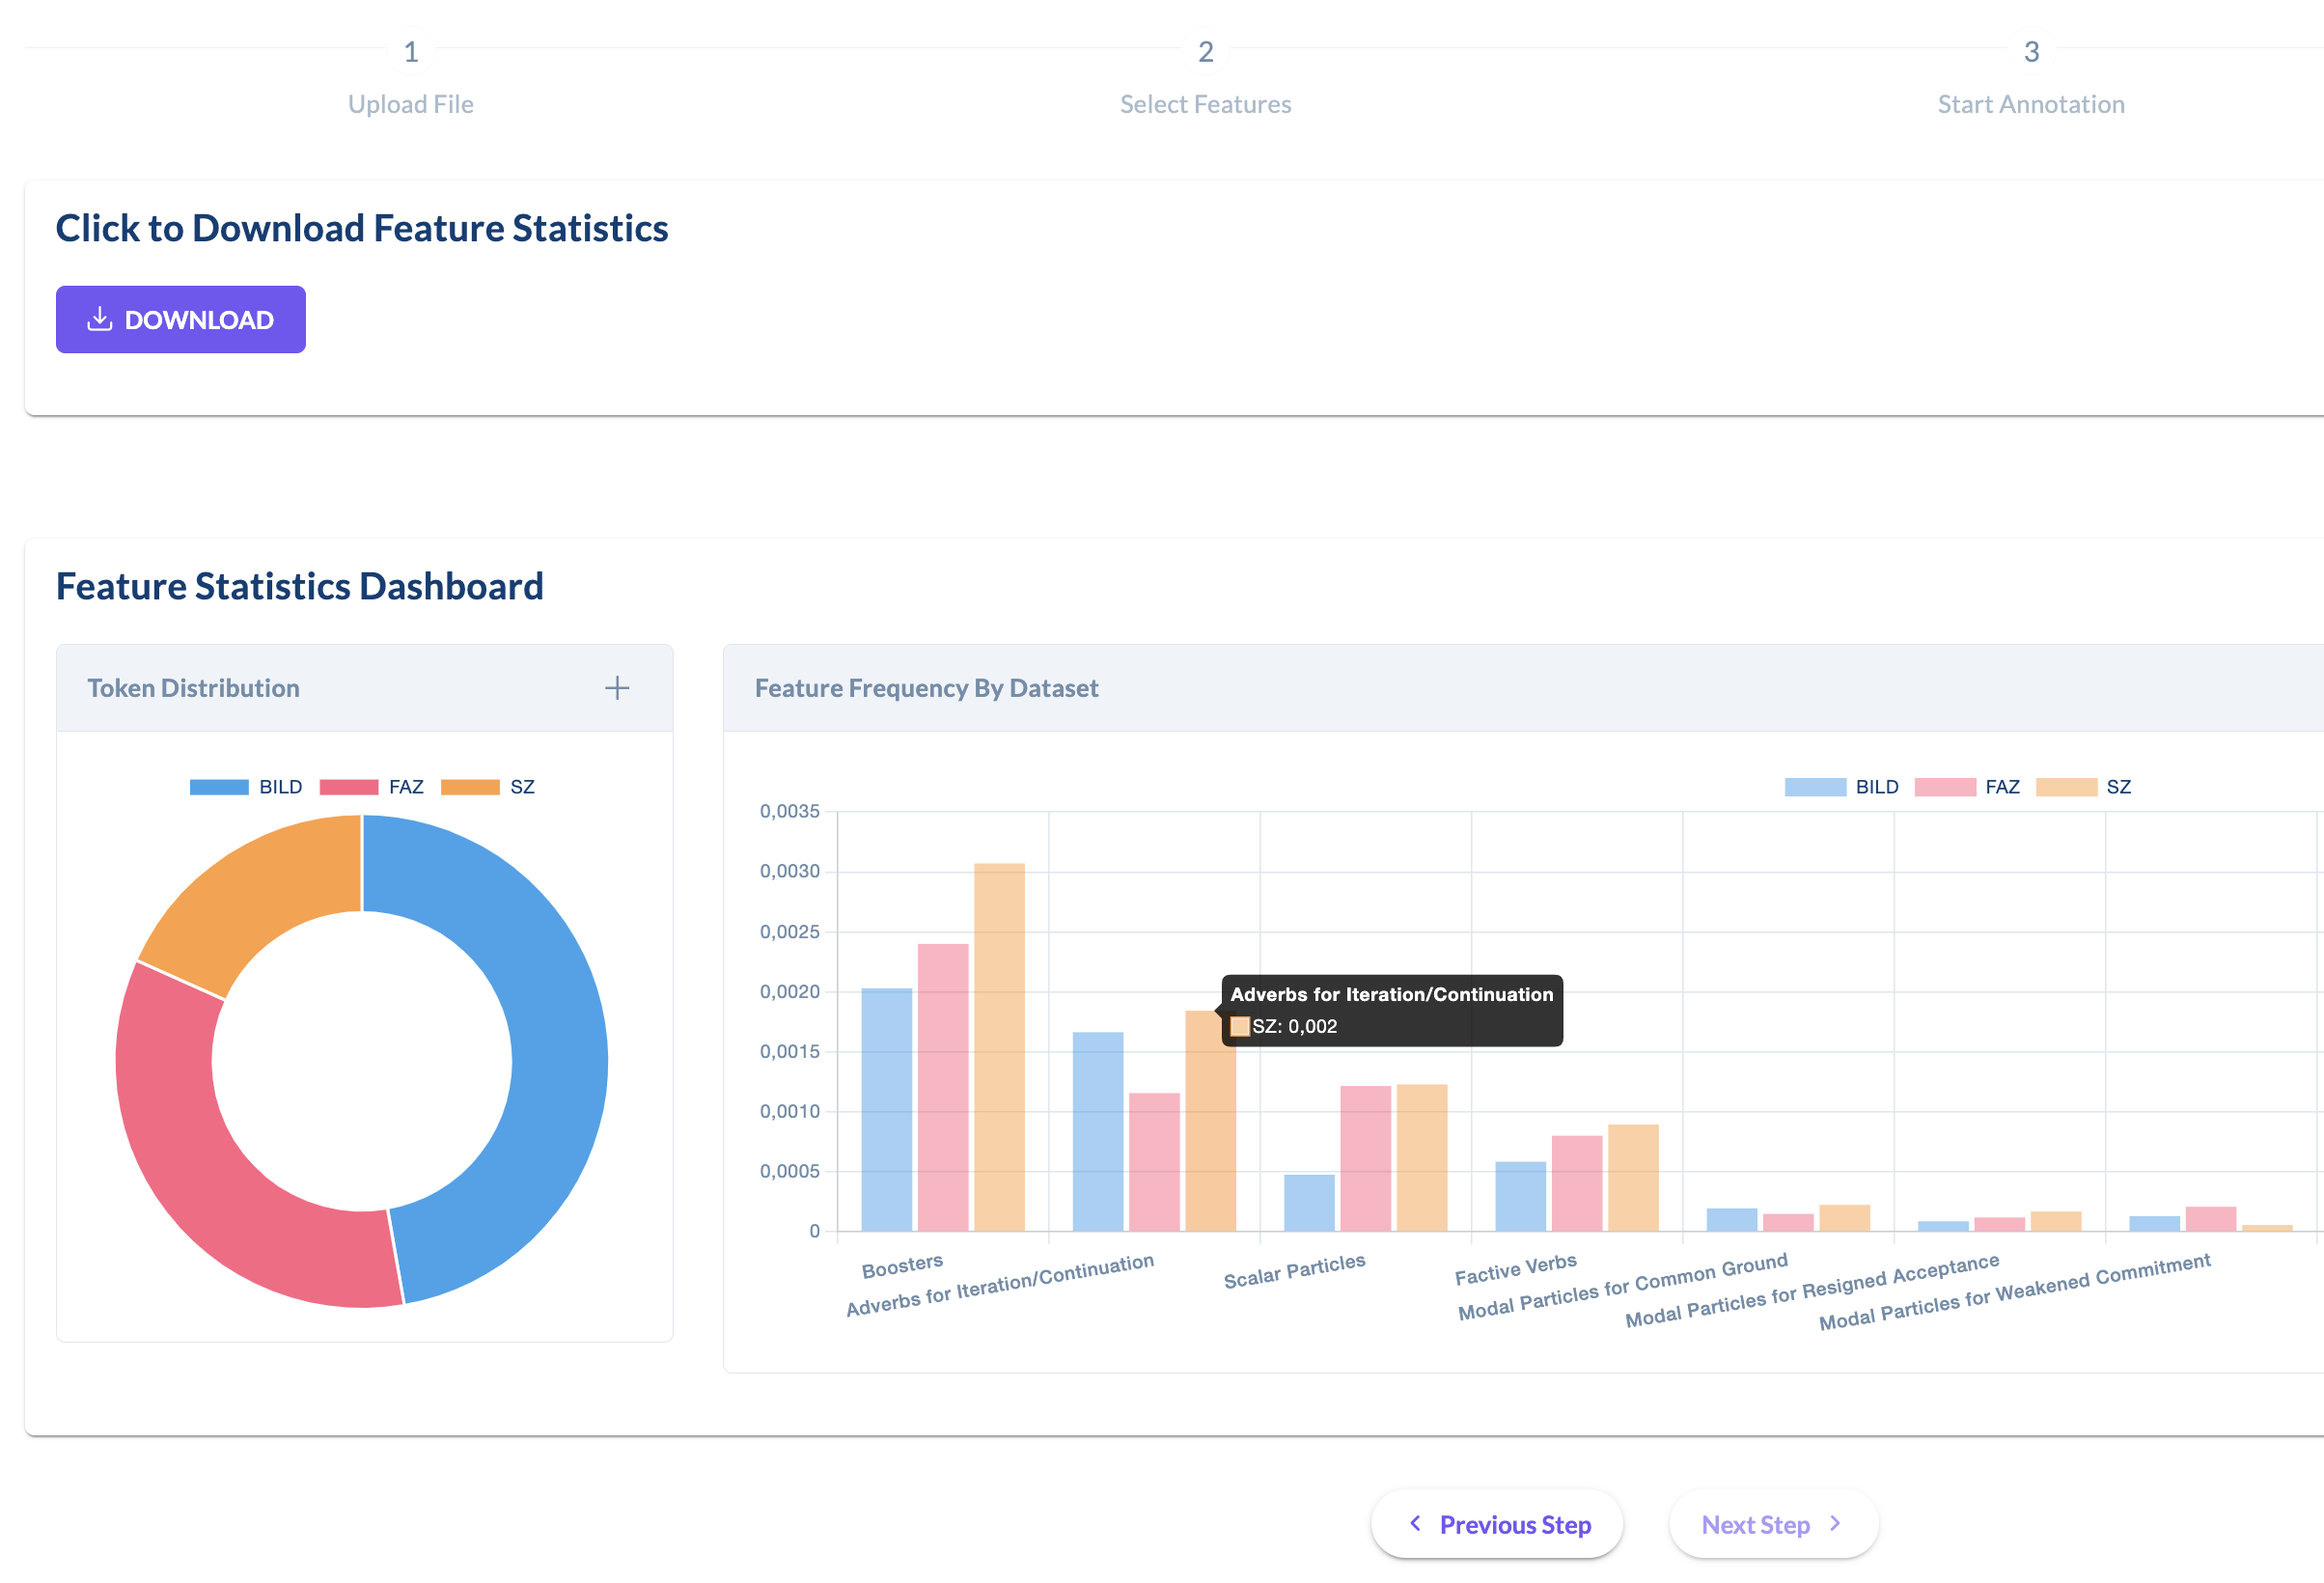 1
Upload File
2
Select Features
3
Start Annotation
Click to Download Feature Statistics
DOWNLOAD
Feature Statistics Dashboard
Token Distribution
BILD FAZ SZ
Feature Frequency By Dataset
BILD FAZ SZ
0,0035
0,0030
0,0025
0,0020
0,0015
0,0010
0,0005
0
Adverbs for Iteration/Continuation
SZ: 0,002
Boosters
Adverbs for Iteration/Continuation
Scalar Particles
Factive Verbs
Modal Particles for Common Ground
Modal Particles for Resigned Acceptance
Modal Particles for Weakened Commitment
Previous Step
Next Step